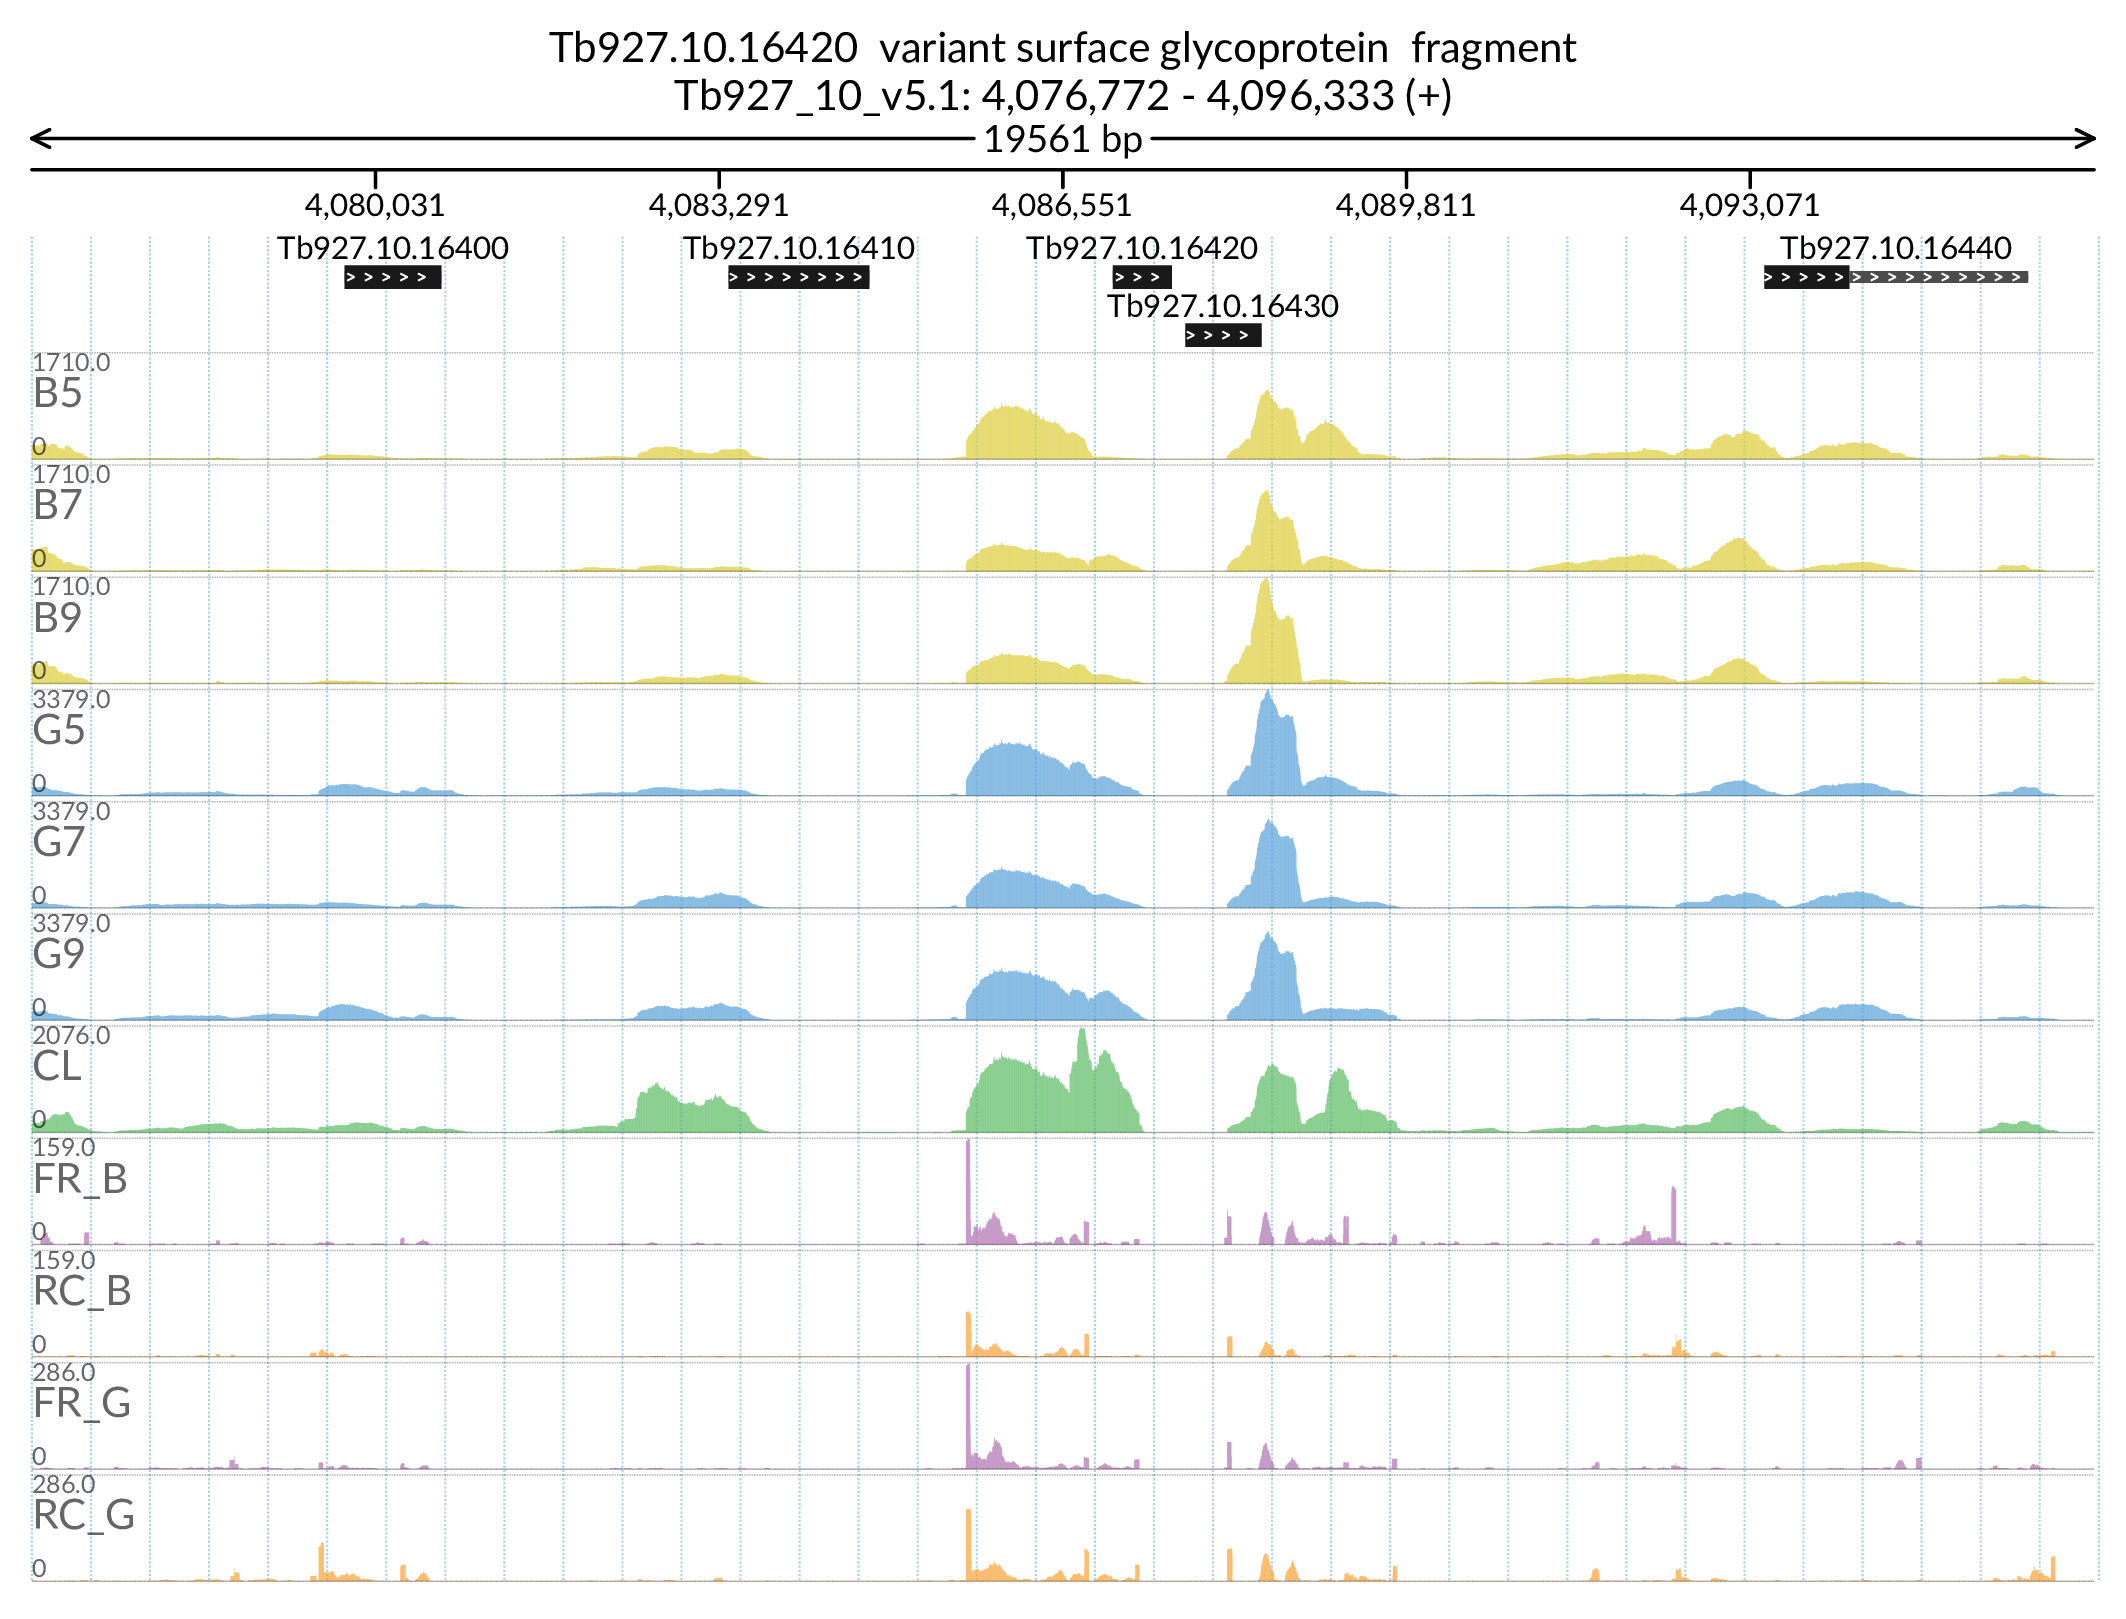 Tb927.10.16420 variant surface glycoprotein fragment
Tb927_10_v5.1: 4,076,772 - 4,096,333 (+)
19561 bp
4,080,031 4,083,291 4,086,551 4,089,811 4,093,071
Tb927.10.16400 Tb927.10.16410 Tb927.10.16420 Tb927.10.16440
Tb927.10.16430
1710.0
B5
0
1710.0
B7
0
1710.0
B9
0
3379.0
G5
0
3379.0
G7
0
3379.0
G9
0
2076.0
CL
0
159.0
FR_B
0
159.0
RC_B
0
286.0
FR_G
0
286.0
RC_G
0